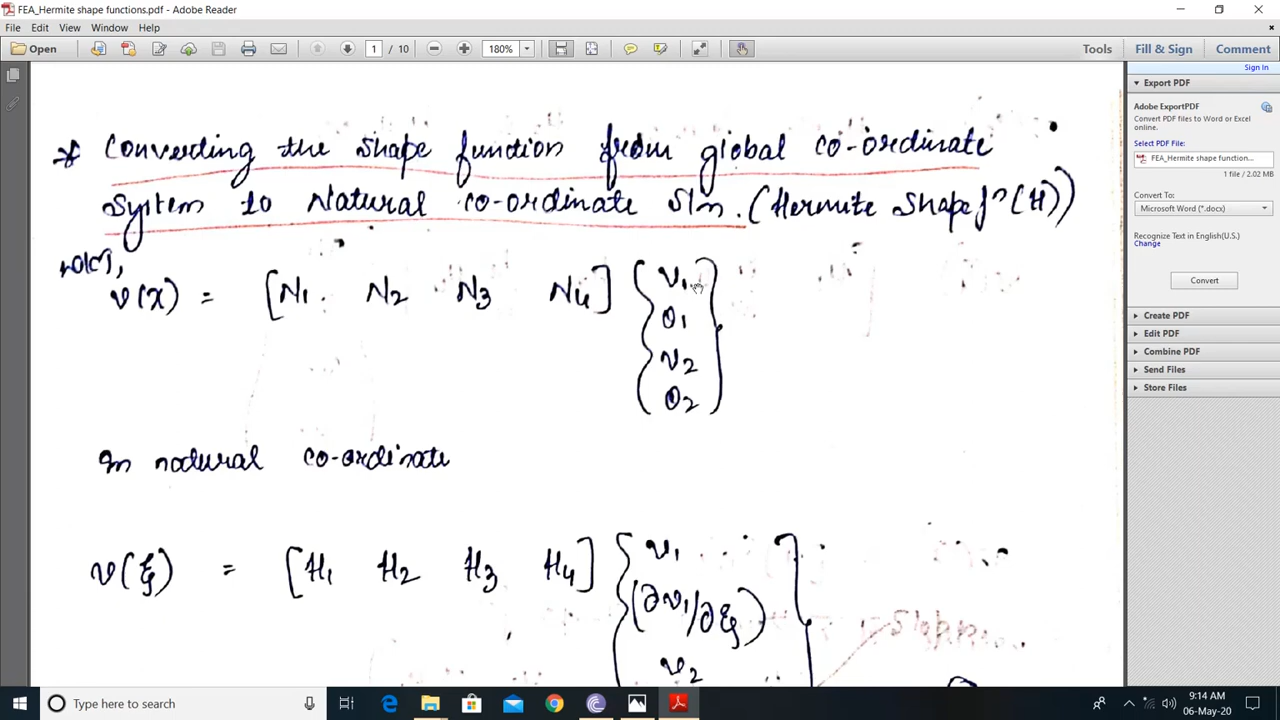 FEA_Hermite shape functions.pdf - Adobe Reader
File Edit View Window Help
Open 1 / 10 180% Tools Fill & Sign Comment
Sign In
Export PDF
Adobe ExportPDF
Convert PDF files to Word or Excel online.
Select PDF File:
FEA_Hermite shape function...
1 file / 2.02 MB
Convert To:
Microsoft Word (*.docx)
Recognize Text in English(U.S.)
Change
Convert
Create PDF
Edit PDF
Combine PDF
Send Files
Store Files
* Converting the shape function from global co-ordinate
System to Natural co-ordinate S/m. (Hermite Shape fⁿ (H))
v(x) = [N1 N2 N3 N4] { v1
θ1
v2
θ2 }
In natural co-ordinate
v(ξ) = [H1 H2 H3 H4] { v1
(∂v1/∂ξ)
v2
Type here to search
9:14 AM
06-May-20